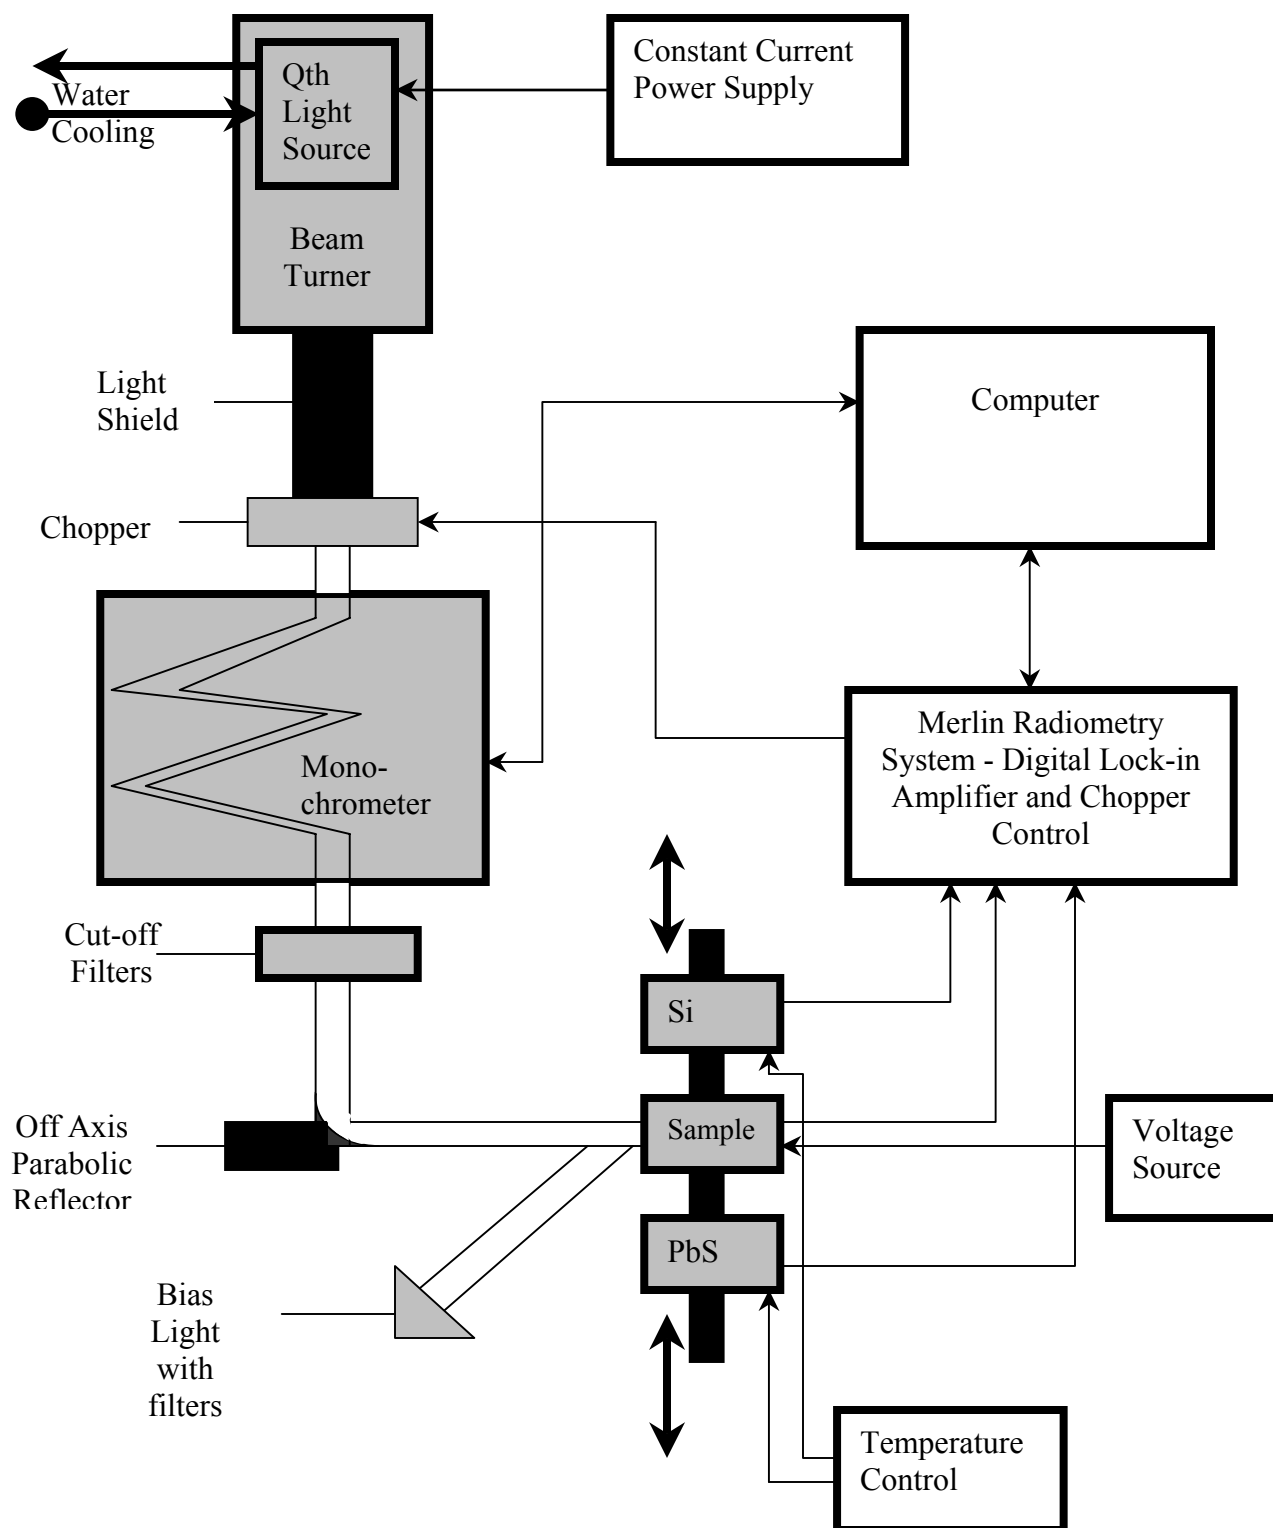 Constant Current
Power Supply
Qth
Light
Source
Water
Cooling
Beam
Turner
Light
Shield
Computer
Chopper
Merlin Radiometry
System - Digital Lock-in
Amplifier and Chopper
Control
Mono-
chrometer
Cut-off
Filters
Si
Off Axis
Parabolic
Reflector
Sample
Voltage
Source
PbS
Bias
Light
with
filters
Temperature
Control